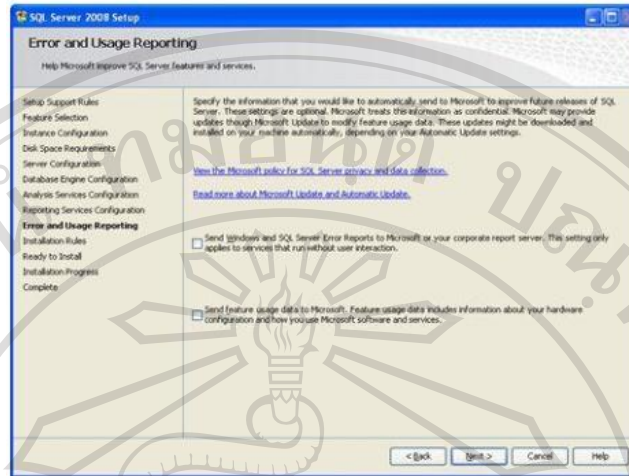 SQL Server 2008 Setup
Error and Usage Reporting
Help Microsoft improve SQL Server features and services.
Setup Support Rules
Feature Selection
Instance Configuration
Disk Space Requirements
Server Configuration
Database Engine Configuration
Analysis Services Configuration
Reporting Services Configuration
Error and Usage Reporting
Installation Rules
Ready to Install
Installation Progress
Complete
Specify the information that you would like to automatically send to Microsoft to improve future releases of SQL
Server. These settings are optional. Microsoft treats this information as confidential. Microsoft may provide
updates though Microsoft Update to modify feature usage data. These updates might be downloaded and
installed on your machine automatically, depending on your Automatic Update settings.
View the Microsoft policy for SQL Server privacy and data collection.
Read more about Microsoft Update and Automatic Update.
Send Windows and SQL Server Error Reports to Microsoft or your corporate report server. This setting only
applies to services that run without user interaction.
Send feature usage data to Microsoft. Feature usage data includes information about your hardware
configuration and how you use Microsoft software and services.
< Back
Next >
Cancel
Help